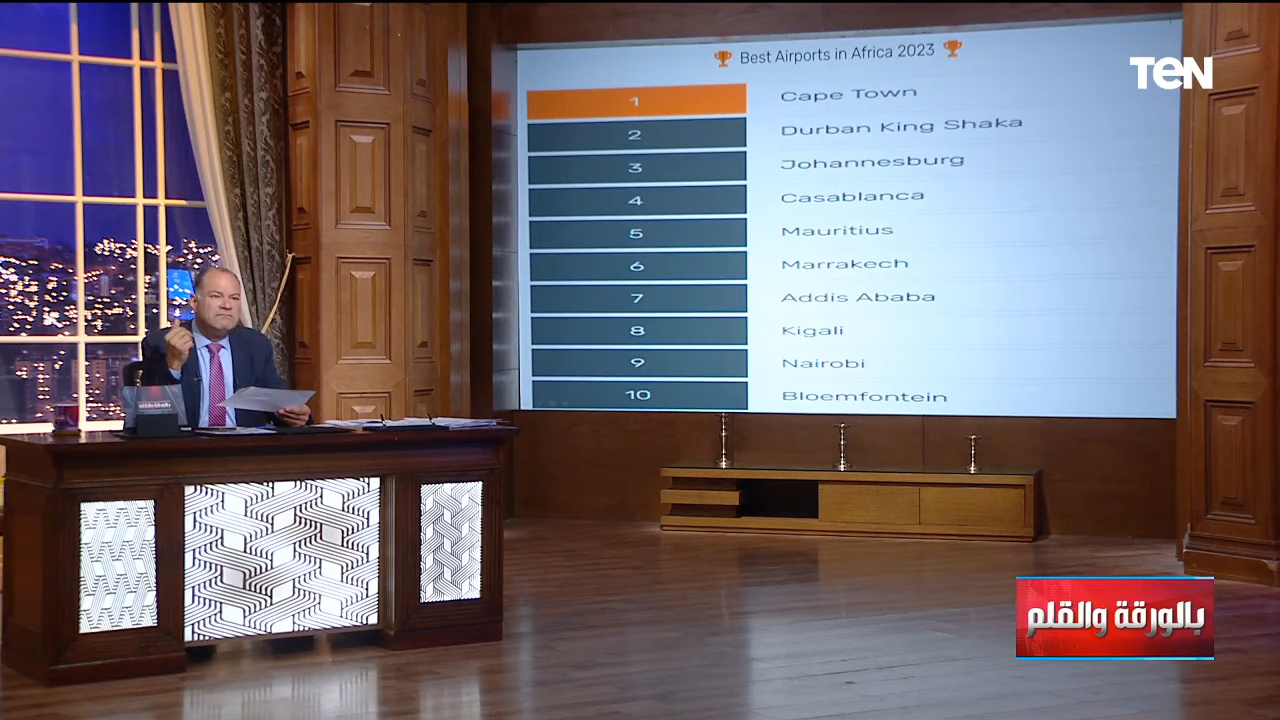 Best Airports in Africa 2023
TEN
1 Cape Town
2 Durban King Shaka
3 Johannesburg
4 Casablanca
5 Mauritius
6 Marrakech
7 Addis Ababa
8 Kigali
9 Nairobi
10 Bloemfontein
بالورقة والقلم